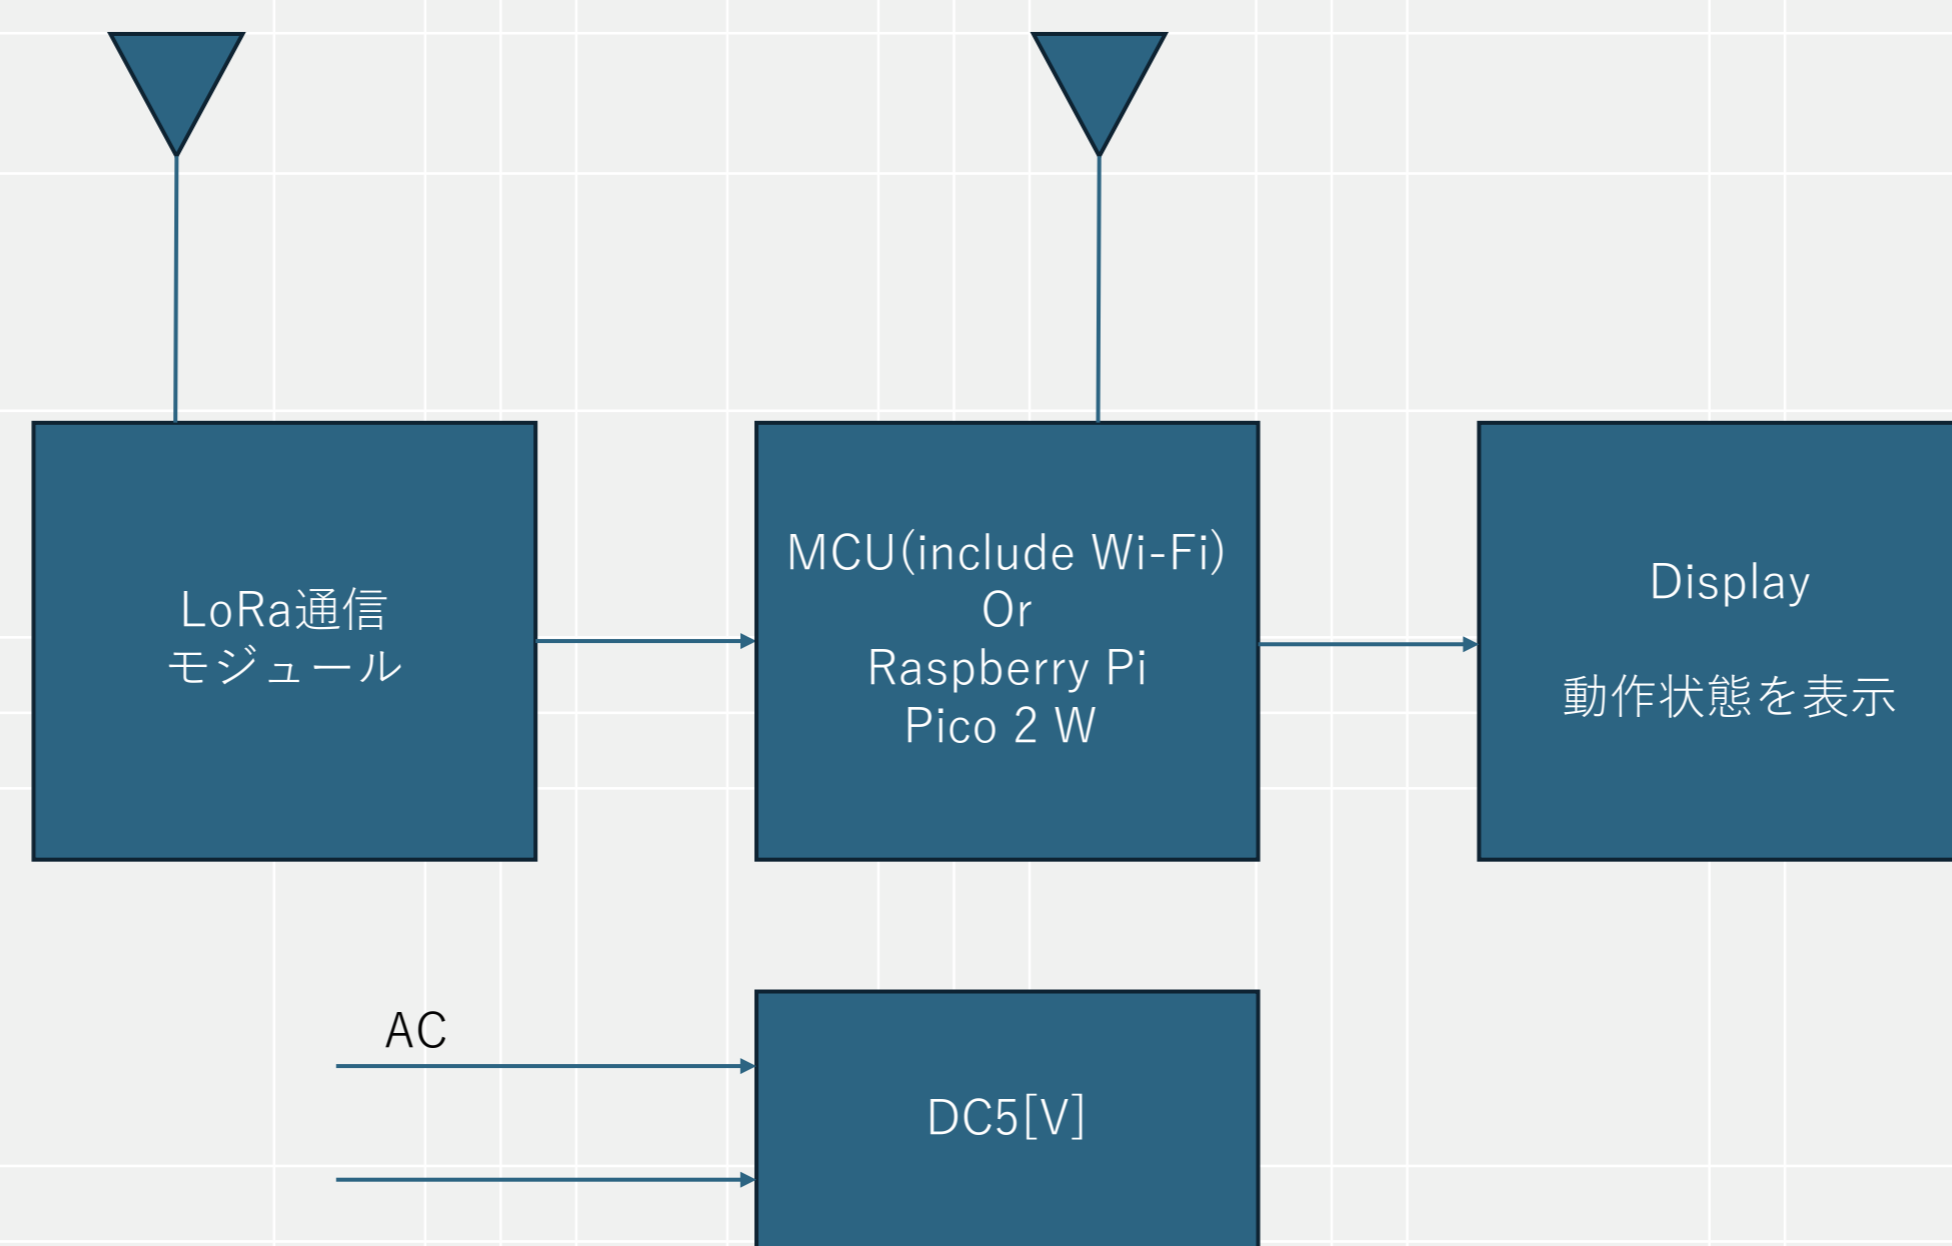 LoRa通信
モジュール
MCU(include Wi-Fi)
Or
Raspberry Pi
Pico 2 W
Display
動作状態を表示
AC
DC5[V]